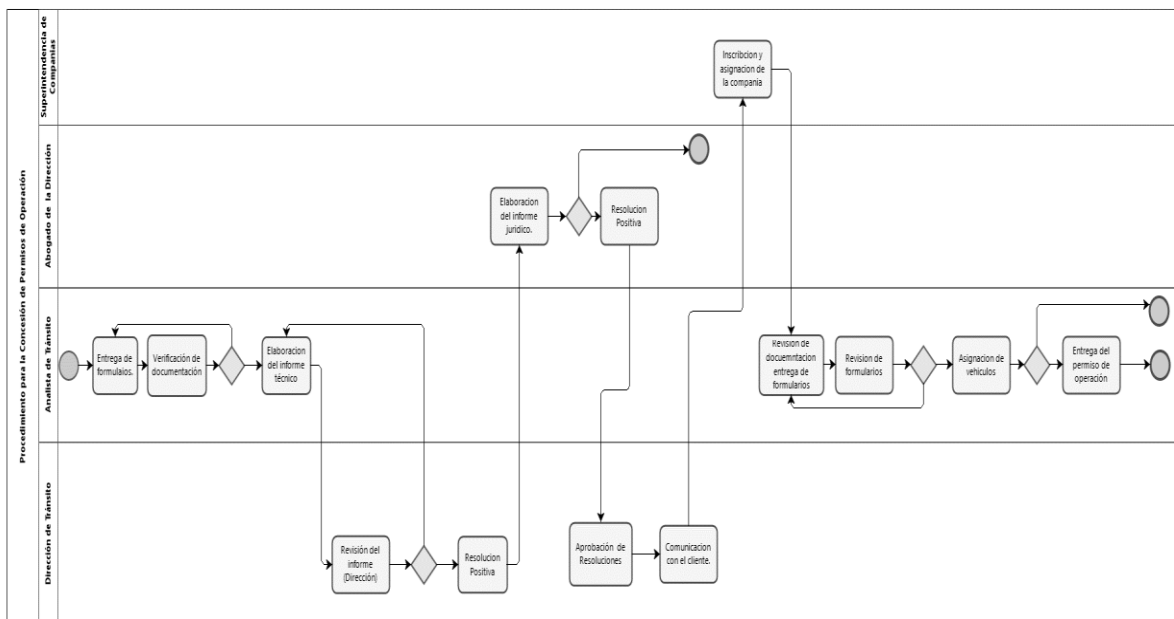 Procedimiento para la Concesión de Permisos de Operación
Superintendencia de
Companias
Inscribcion y
asignacion de
la compania
Abogado de la Dirección
Elaboracion
del informe
juridico.
Resolucion
Positiva
Analista de Tránsito
Entrega de
formulaios.
Verificación de
documentación
Elaboracion
del informe
técnico
Revision de
docuemntacion
entrega de
formularios
Revision de
formularios
Asignacion de
vehiculos
Entrega del
permiso de
operación
Dirección de Tránsito
Revisión del
informe
(Dirección)
Resolucion
Positiva
Aprobación de
Resoluciones
Comunicacion
con el cliente.